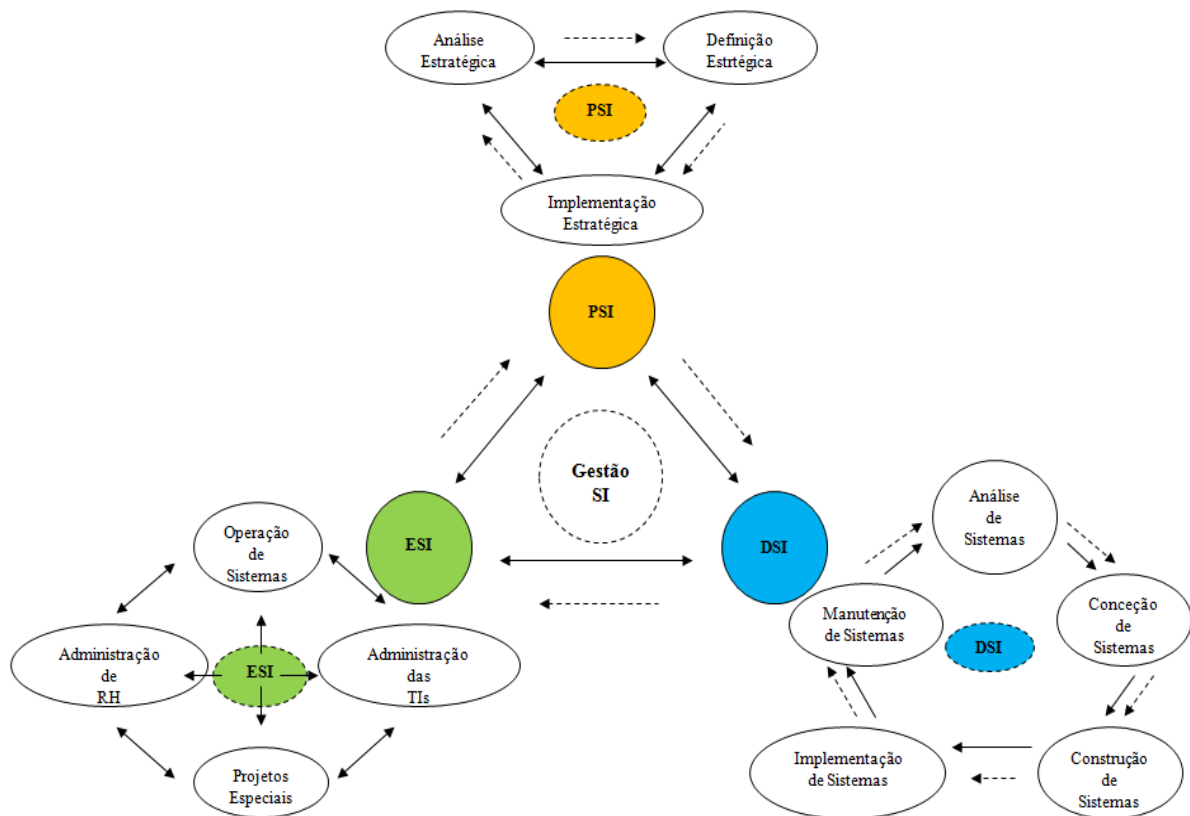 Análise
Estratégica
Definição
Estrtégica
PSI
Implementação
Estratégica
PSI
Gestão
SI
ESI
DSI
Operação
de
Sistemas
Administração
de
RH
ESI
Administração
das
TIs
Projetos
Especiais
Análise
de
Sistemas
Manutenção
de Sistemas
DSI
Conceção
de
Sistemas
Implementação
de Sistemas
Construção
de
Sistemas